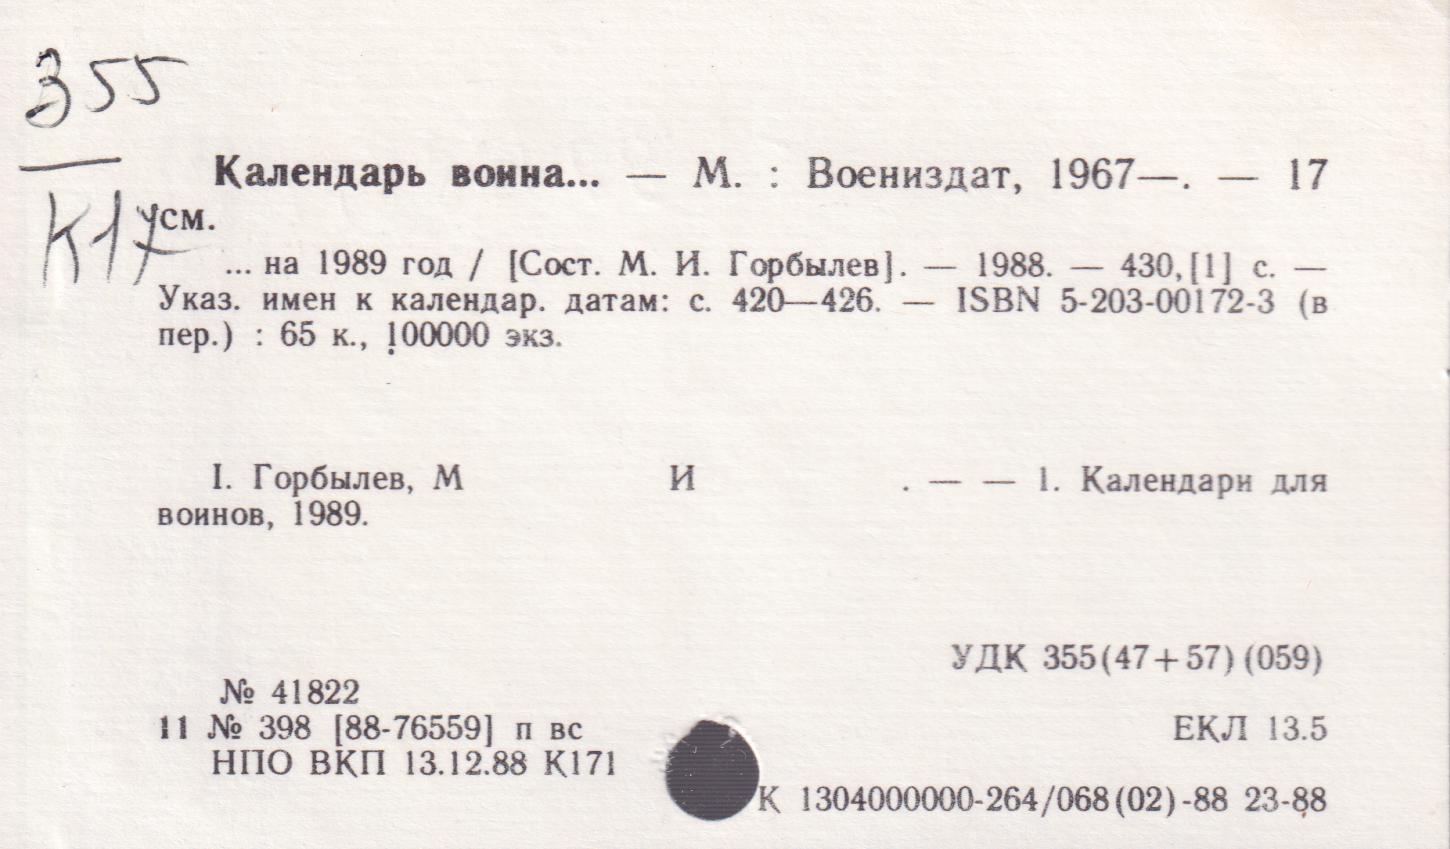 355
К17
Календарь воина... — М. : Воениздат, 1967—. — 17
см.
... на 1989 год / [Сост. М. И. Горбылев]. — 1988. — 430,[1] с. —
Указ. имен к календар. датам: с. 420—426. — ISBN 5-203-00172-3 (в
пер.) : 65 к., 100000 экз.
I. Горбылев, М И . — — 1. Календари для
воинов, 1989.
УДК 355(47+57)(059)
№ 41822
11 № 398 [88-76559] п вс ЕКЛ 13.5
НПО ВКП 13.12.88 К171
К 1304000000-264/068(02)-88 23-88